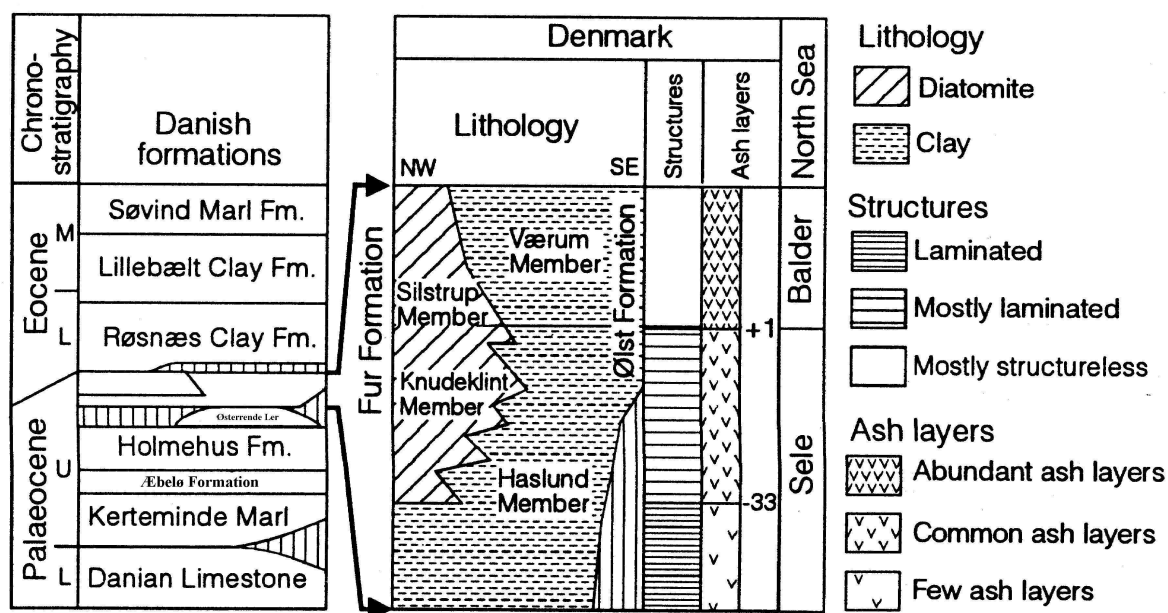 Chrono-
stratigraphy
Danish
formations
Eocene
M
L
Søvind Marl Fm.
Lillebælt Clay Fm.
Røsnæs Clay Fm.
Østerrende Ler
Palaeocene
U
L
Holmehus Fm.
Æbelø Formation
Kerteminde Marl
Danian Limestone
Denmark
Lithology
NW
SE
Structures
Ash layers
North Sea
Fur Formation
Silstrup
Member
Knudeklint
Member
Værum
Member
Haslund
Member
Ølst Formation
+1
-33
Balder
Sele
Lithology
Diatomite
Clay
Structures
Laminated
Mostly laminated
Mostly structureless
Ash layers
Abundant ash layers
Common ash layers
Few ash layers